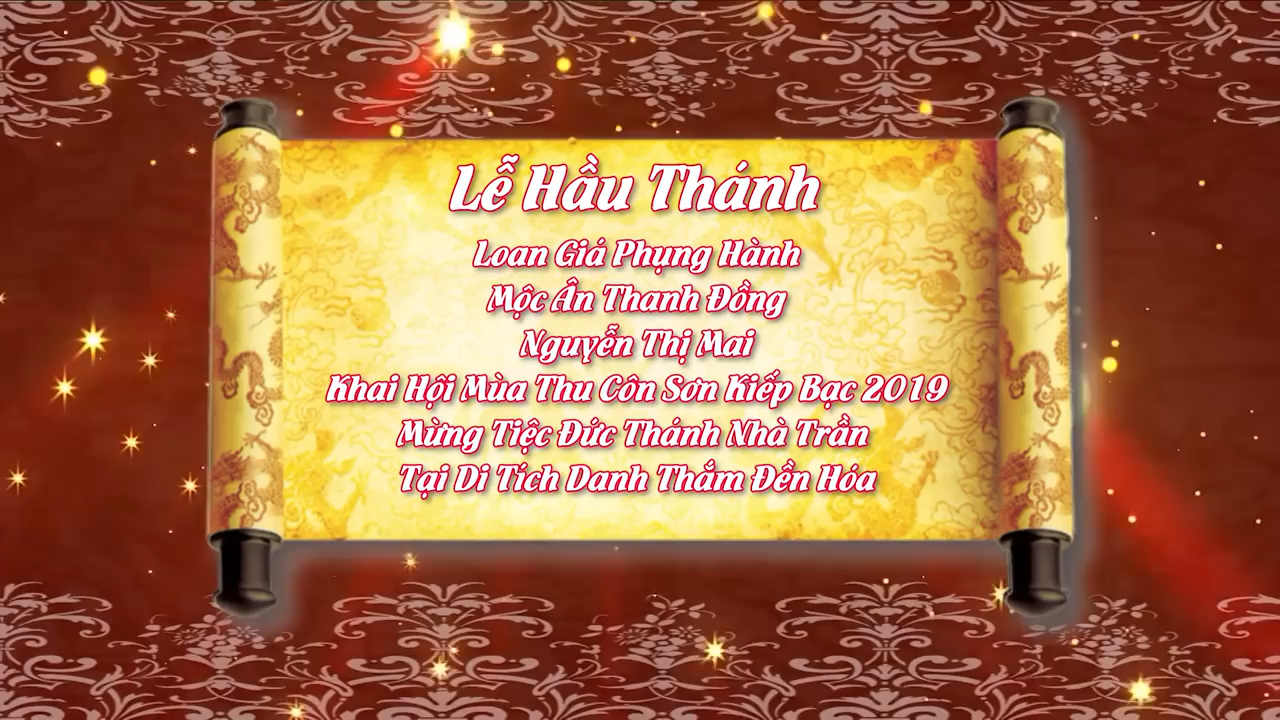 Lễ Hầu Thánh
Loan Giá Phụng Hành
Mộc Ân Thanh Đồng
Nguyễn Thị Mai
Khai Hội Mùa Thu Côn Sơn Kiếp Bạc 2019
Mừng Tiệc Đức Thánh Nhà Trần
Tại Di Tích Danh Thắm Đền Hóa